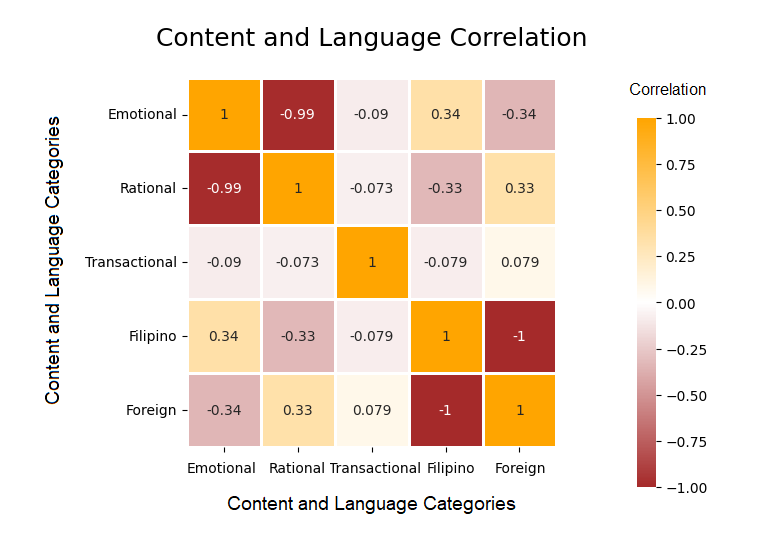 Content and Language Correlation
Correlation
Content and Language Categories
Emotional 1 -0.99 -0.09 0.34 -0.34
Rational -0.99 1 -0.073 -0.33 0.33
Transactional -0.09 -0.073 1 -0.079 0.079
Filipino 0.34 -0.33 -0.079 1 -1
Foreign -0.34 0.33 0.079 -1 1
Emotional Rational Transactional Filipino Foreign
Content and Language Categories
1.00
0.75
0.50
0.25
0.00
−0.25
−0.50
−0.75
−1.00